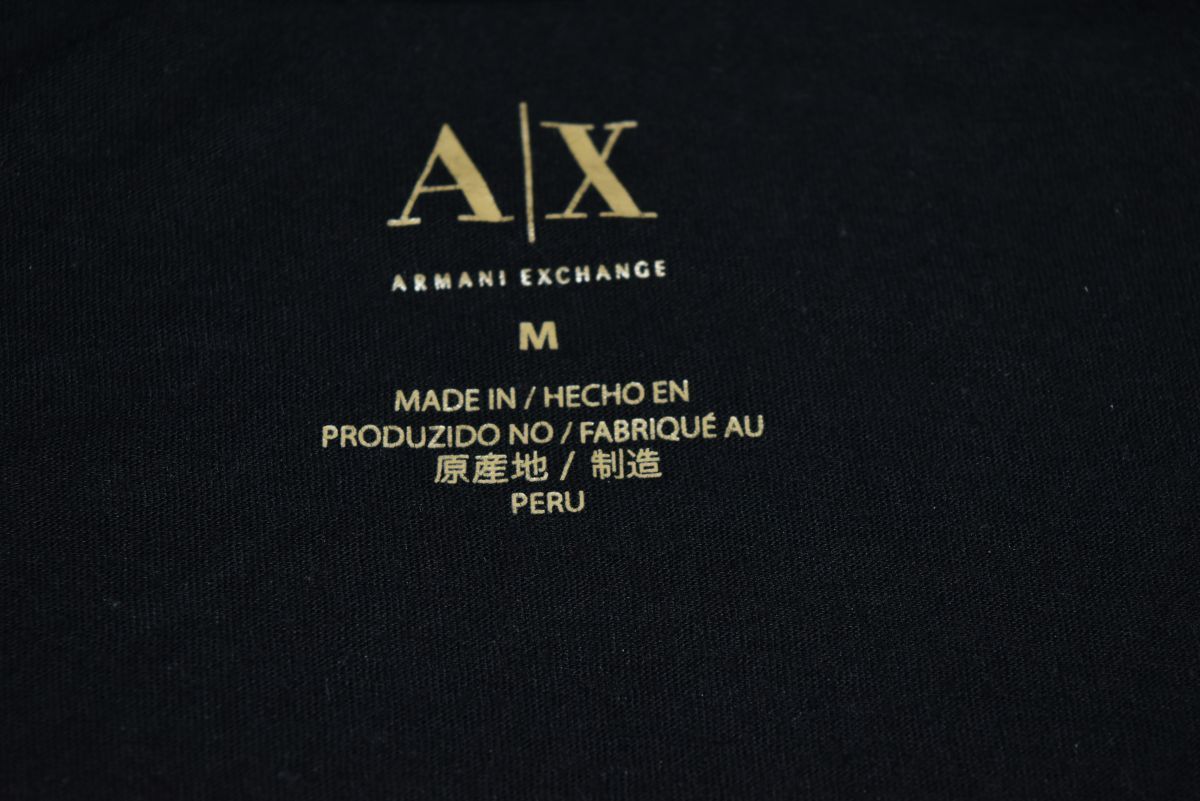 A|X
ARMANI EXCHANGE
M
MADE IN / HECHO EN
PRODUZIDO NO / FABRIQUÉ AU
原産地 / 制造
PERU